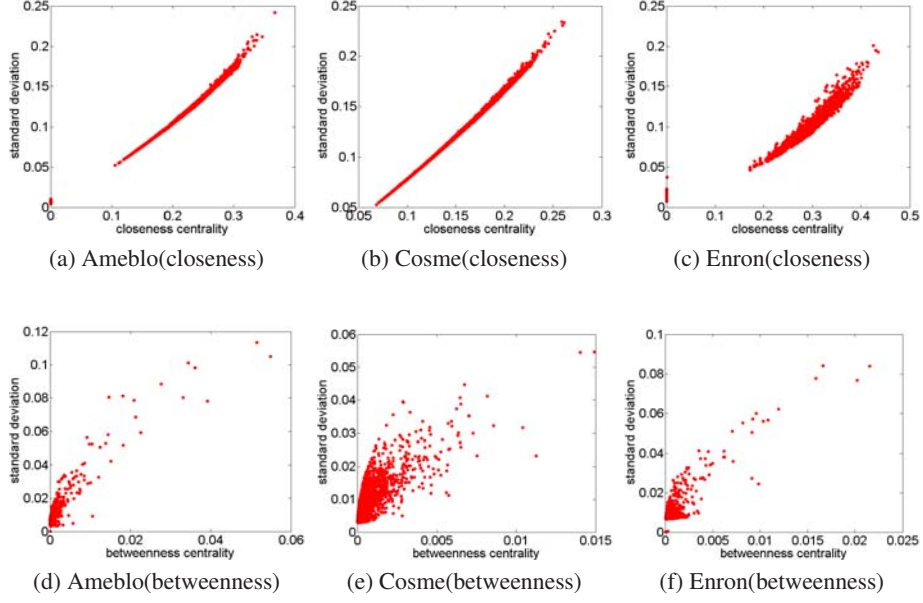 0.25
0.2
0.15
0.1
0.05
0
0 0.1 0.2 0.3 0.4
standard deviation
closeness centrality
(a) Ameblo(closeness)
0.25
0.2
0.15
0.1
0.05
0.05 0.1 0.15 0.2 0.25 0.3
standard deviation
closeness centrality
(b) Cosme(closeness)
0.25
0.2
0.15
0.1
0.05
0
0 0.1 0.2 0.3 0.4 0.5
standard deviation
closeness centrality
(c) Enron(closeness)
0.12
0.1
0.08
0.06
0.04
0.02
0
0 0.02 0.04 0.06
standard deviation
betweenness centrality
(d) Ameblo(betweenness)
0.06
0.05
0.04
0.03
0.02
0.01
0
0 0.005 0.01 0.015
standard deviation
betweenness centrality
(e) Cosme(betweenness)
0.1
0.08
0.06
0.04
0.02
0
0 0.005 0.01 0.015 0.02 0.025
standard deviation
betweenness centrality
(f) Enron(betweenness)